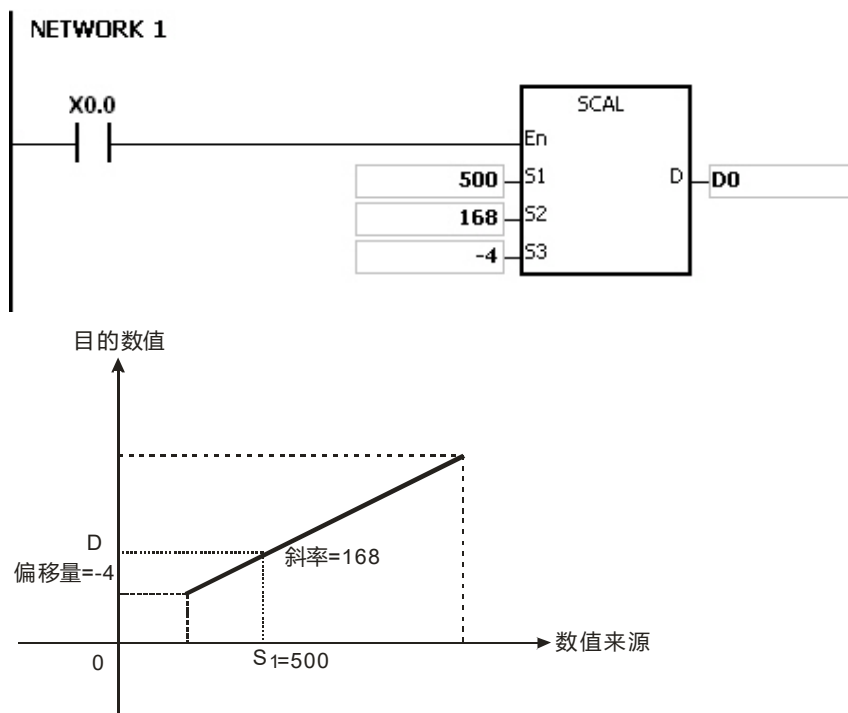 NETWORK 1
X0.0
SCAL
En
500 S1 D D0
168 S2
-4 S3
目的数值
D
偏移量=-4
斜率=168
0
S1=500
数值来源